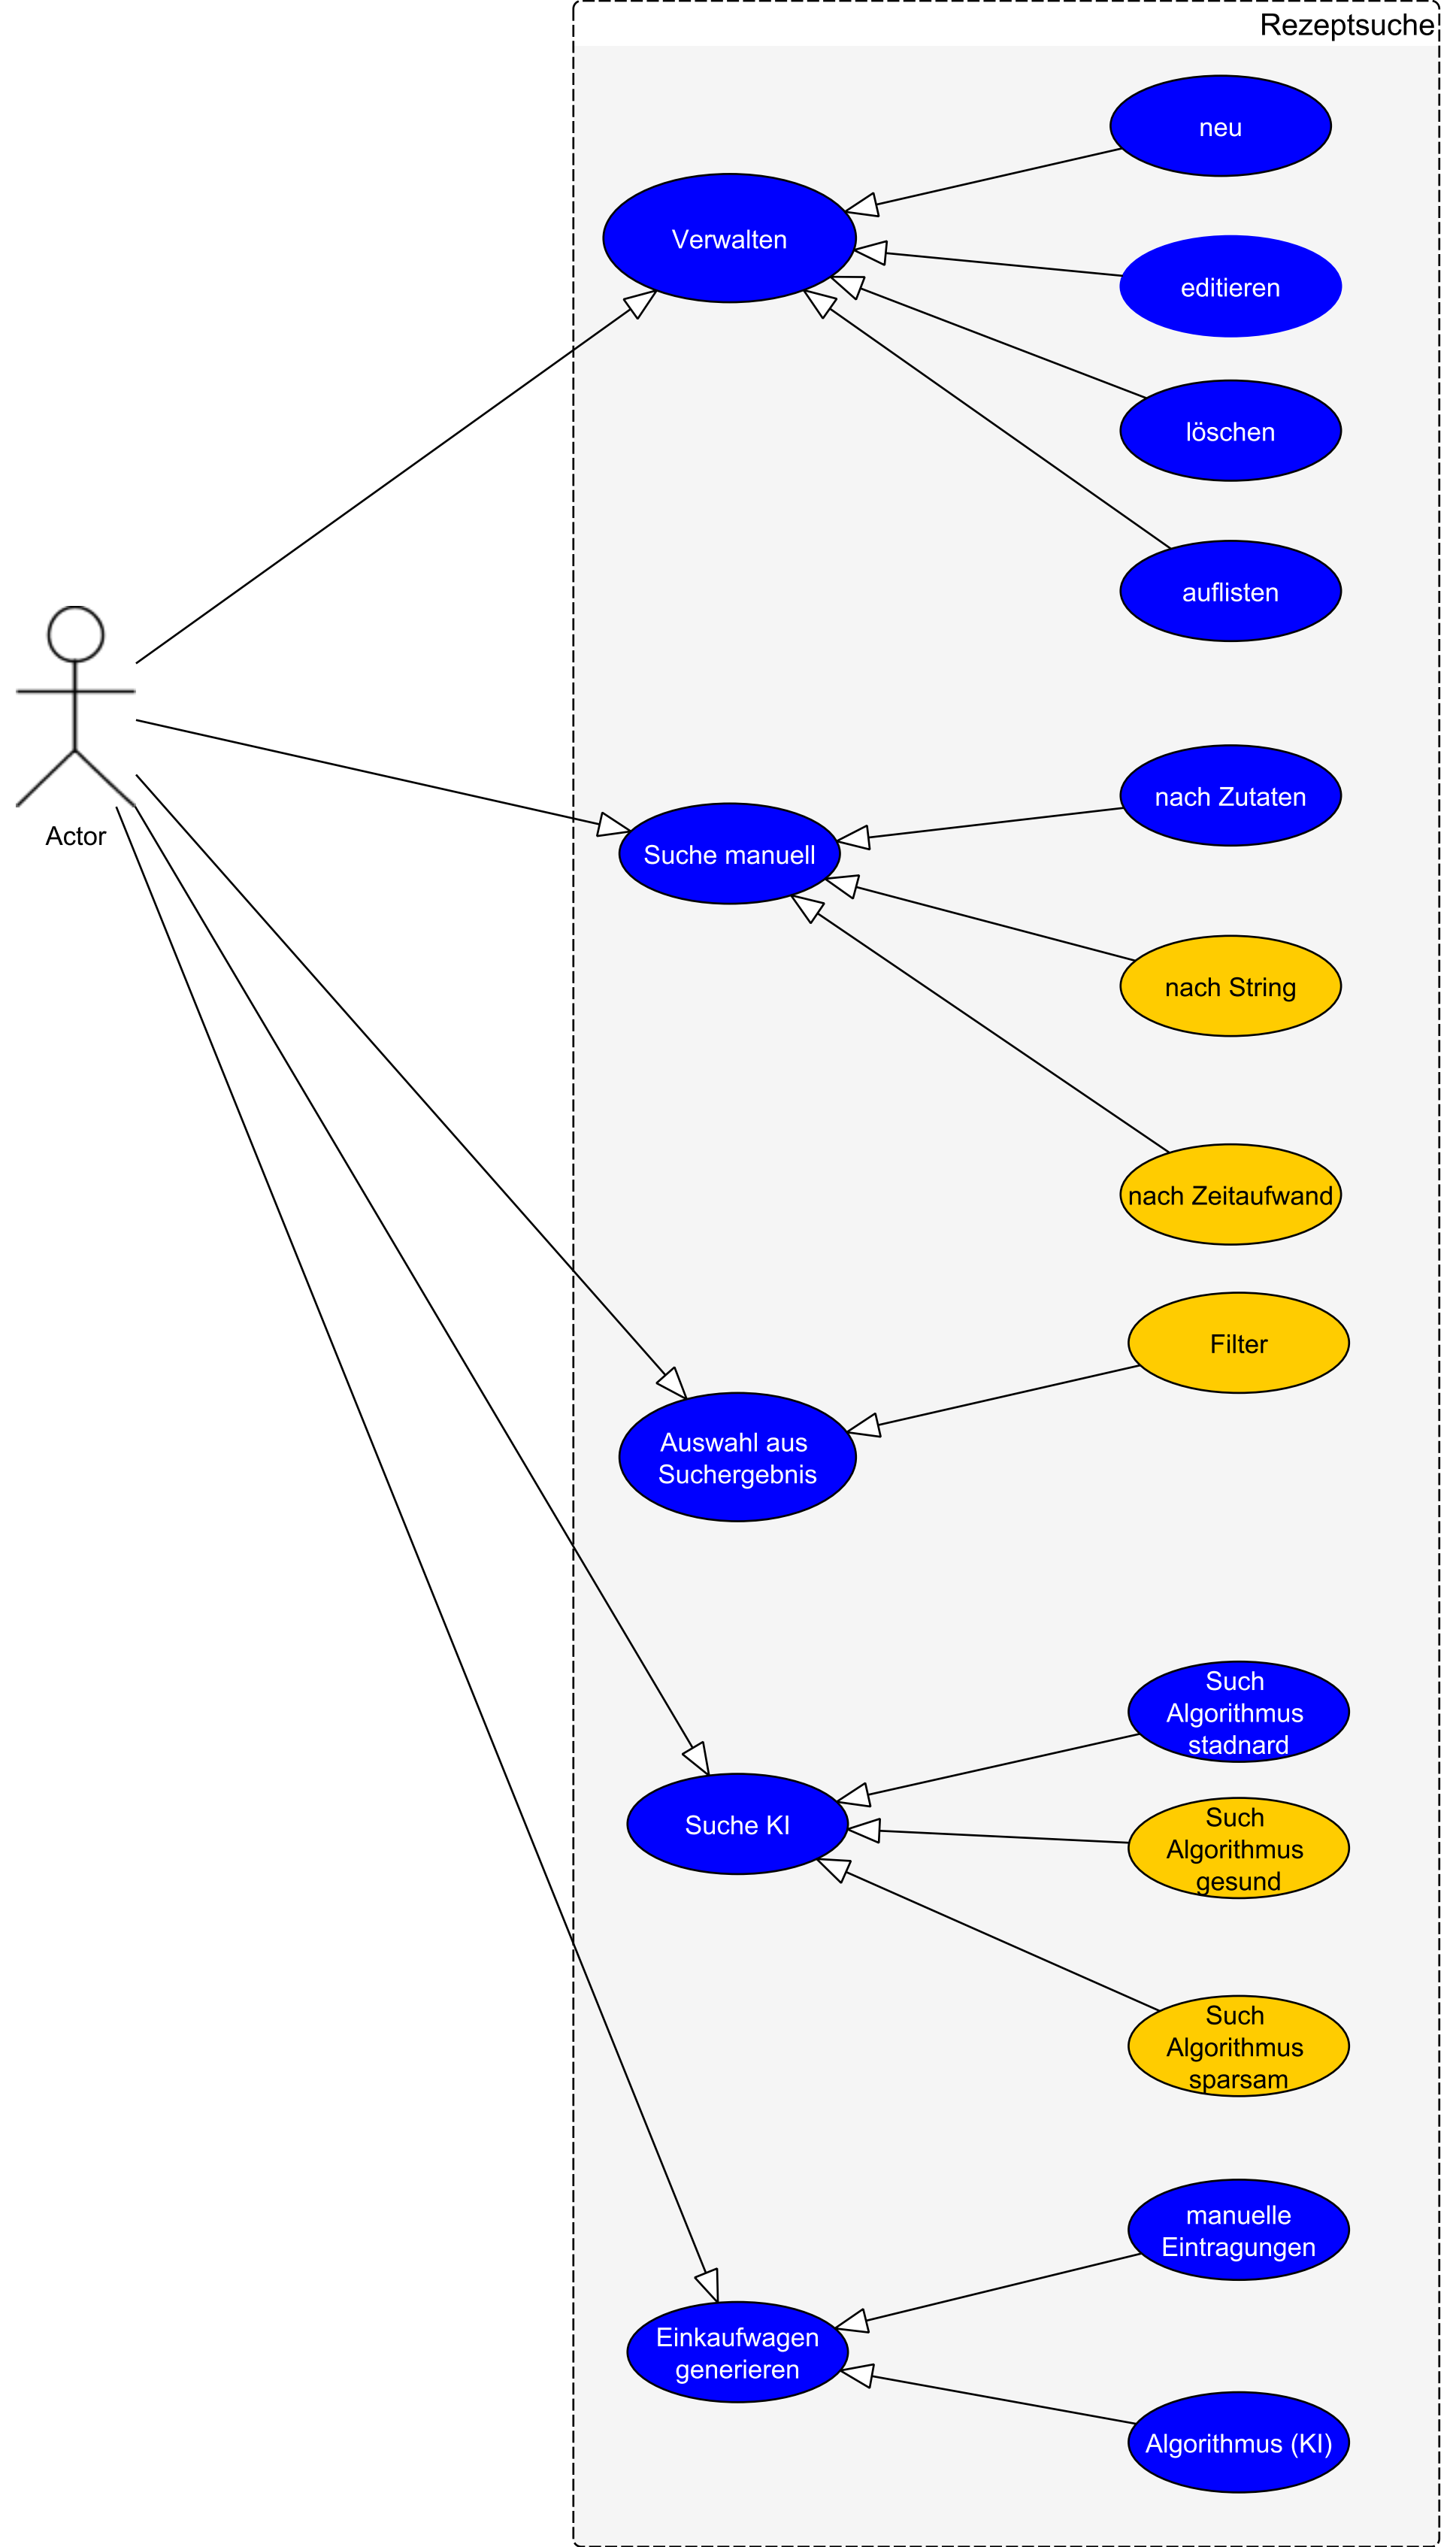 Rezeptsuche
neu
Verwalten
editieren
löschen
auflisten
Actor
nach Zutaten
Suche manuell
nach String
nach Zeitaufwand
Filter
Auswahl aus
Suchergebnis
Such
Algorithmus
stadnard
Suche KI
Such
Algorithmus
gesund
Such
Algorithmus
sparsam
manuelle
Eintragungen
Einkaufwagen
generieren
Algorithmus (KI)